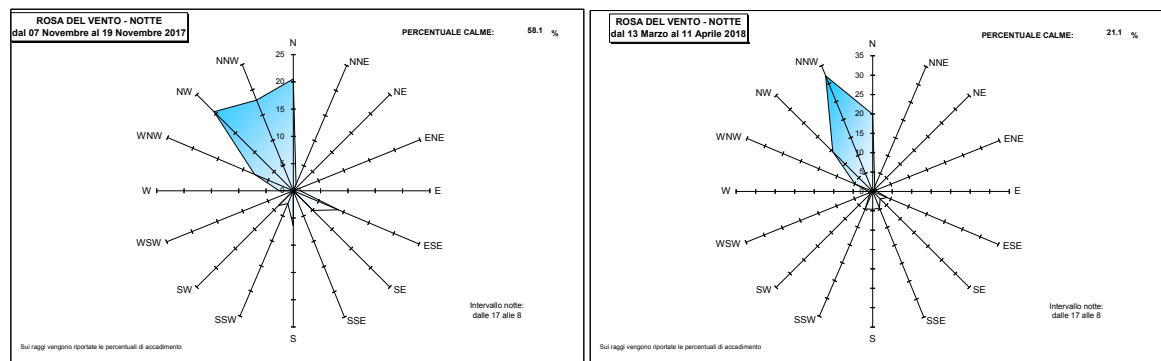 ROSA DEL VENTO - NOTTE
dal 07 Novembre al 19 Novembre 2017
PERCENTUALE CALME: 58.1 %
N
NNW
NNE
NW
NE
WNW
ENE
W
E
WSW
ESE
SW
SE
SSW
SSE
S
25
20
15
10
5
0
Intervallo notte:
dalle 17 alle 8
Sui raggi vengono riportate le percentuali di accadimento
ROSA DEL VENTO - NOTTE
dal 13 Marzo al 11 Aprile 2018
PERCENTUALE CALME: 21.1 %
N
NNW
NNE
NW
NE
WNW
ENE
W
E
WSW
ESE
SW
SE
SSW
SSE
S
35
30
25
20
15
10
5
0
Intervallo notte:
dalle 17 alle 8
Sui raggi vengono riportate le percentuali di accadimento